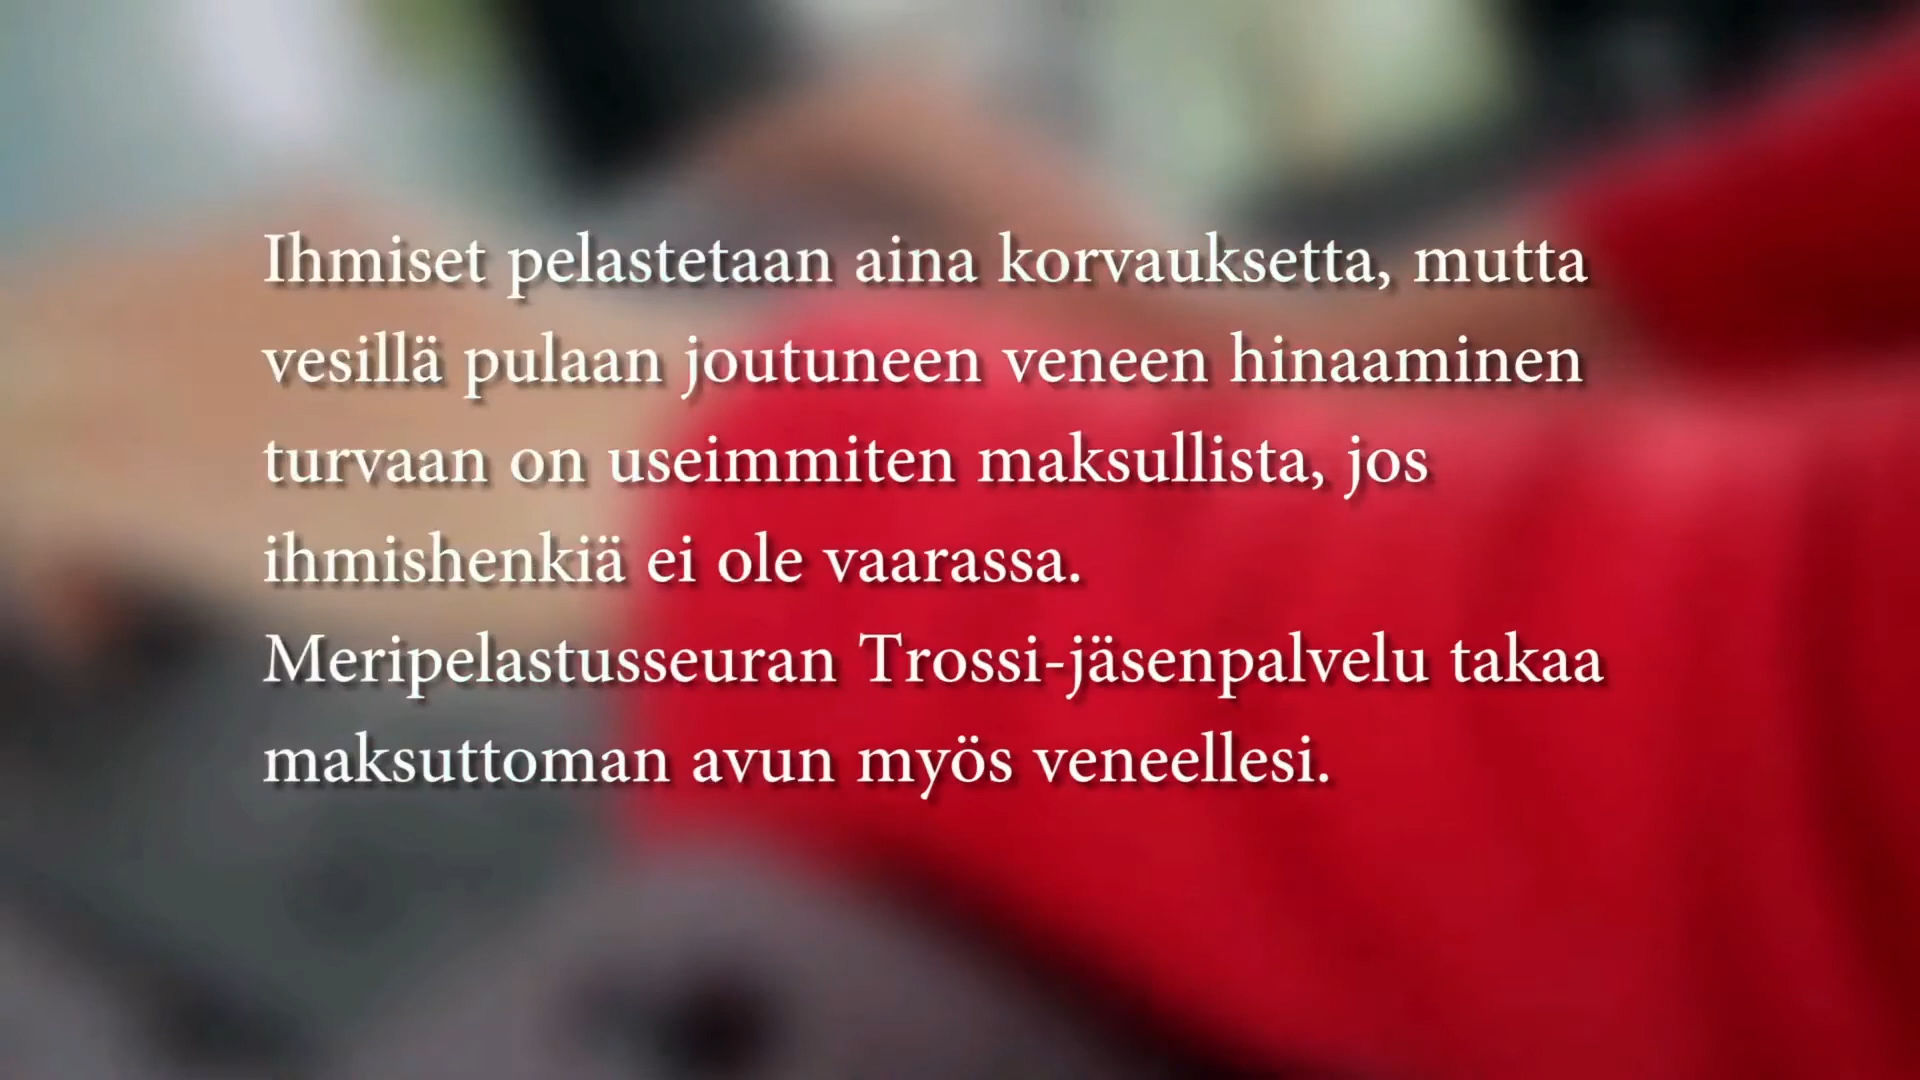 Ihmiset pelastetaan aina korvauksetta, mutta
vesillä pulaan joutuneen veneen hinaaminen
turvaan on useimmiten maksullista, jos
ihmishenkiä ei ole vaarassa.
Meripelastusseuran Trossi-jäsenpalvelu takaa
maksuttoman avun myös veneellesi.